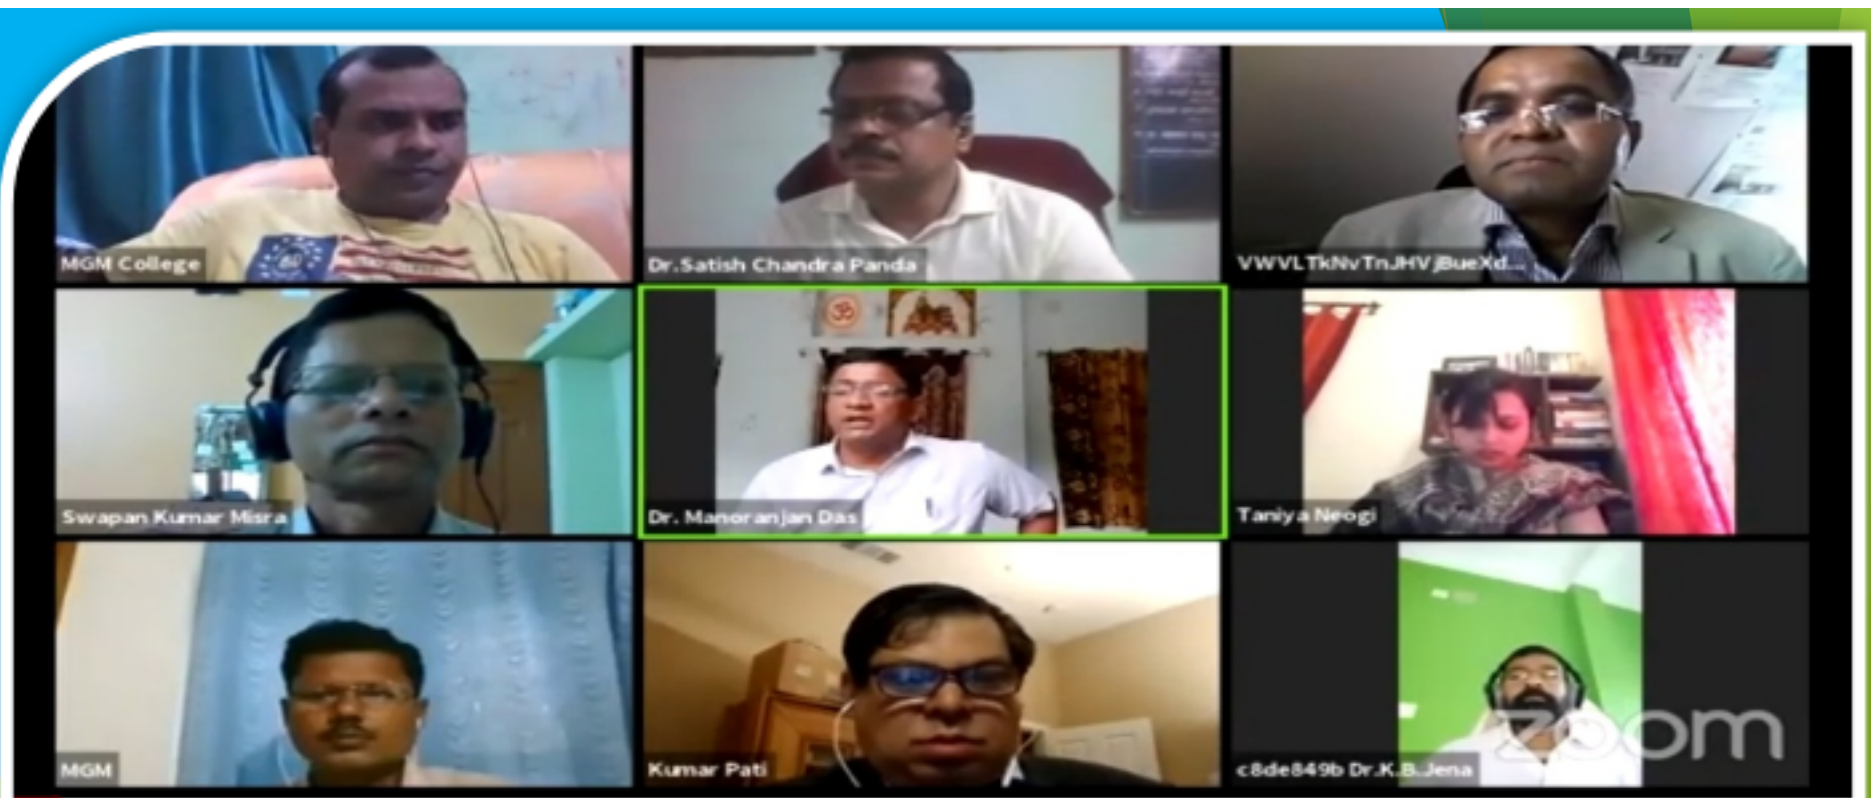 MGM College
Dr.Satish Chandra Panda
VWVLTkNvTnJHVjBueXd...
Swapan Kumar Misra
ॐ
Dr. Manoranjan Das
Taniya Neogi
MGM
Kumar Pati
c8de849b Dr.K.B.Jena
zoom